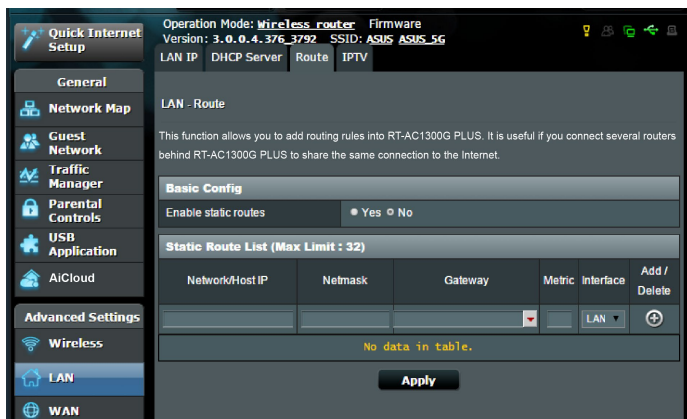 Quick Internet
Setup
General
Network Map
Guest
Network
Traffic
Manager
Parental
Controls
USB
Application
AiCloud
Advanced Settings
Wireless
LAN
WAN
Operation Mode: Wireless router Firmware
Version: 3.0.0.4.376_3792 SSID: ASUS ASUS_5G
LAN IP DHCP Server Route IPTV
LAN - Route
This function allows you to add routing rules into RT-AC1300G PLUS. It is useful if you connect several routers
behind RT-AC1300G PLUS to share the same connection to the Internet.
Basic Config
Enable static routes Yes No
Static Route List (Max Limit : 32)
Network/Host IP Netmask Gateway Metric Interface Add /
Delete
LAN
No data in table.
Apply